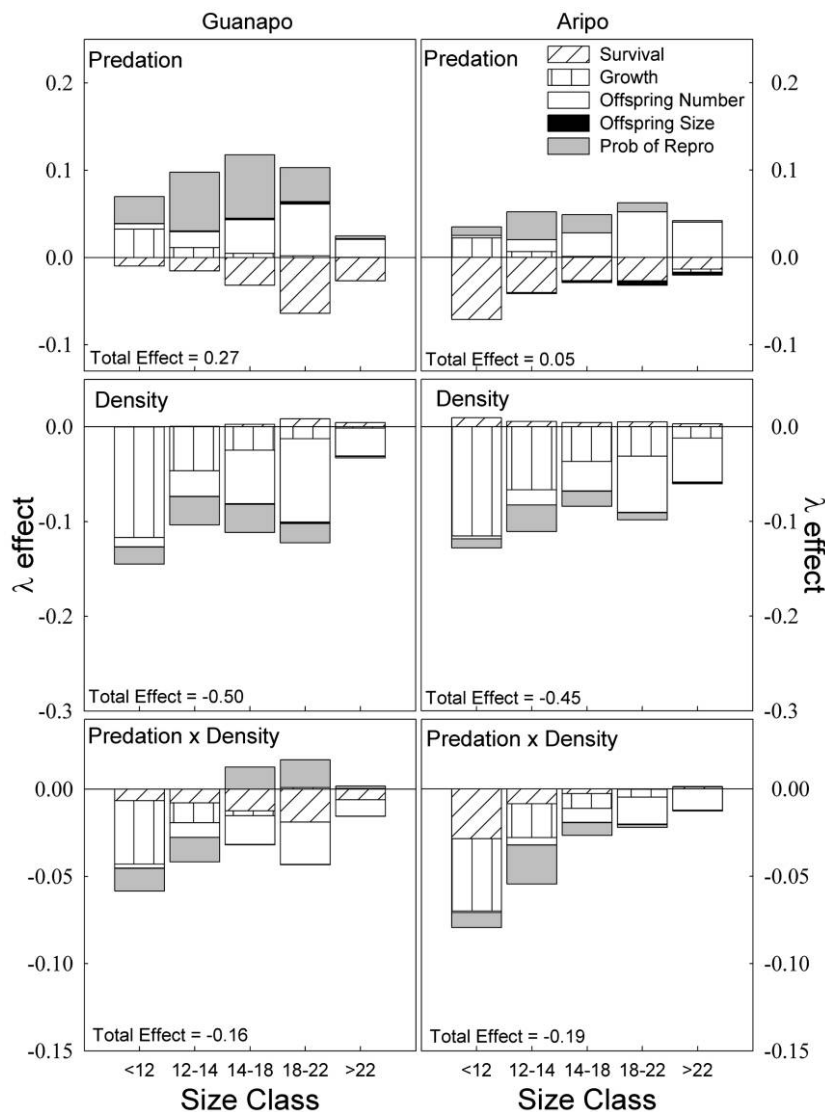 Guanapo
Aripo
Predation
Predation
Survival
Growth
Offspring Number
Offspring Size
Prob of Repro
0.2
0.1
0.0
-0.1
0.2
0.1
0.0
-0.1
Total Effect = 0.27
Total Effect = 0.05
Density
Density
0.0
-0.1
-0.2
-0.3
0.0
-0.1
-0.2
-0.3
λ effect
λ effect
Total Effect = -0.50
Total Effect = -0.45
Predation x Density
Predation x Density
0.00
-0.05
-0.10
-0.15
0.00
-0.05
-0.10
-0.15
Total Effect = -0.16
Total Effect = -0.19
<12 12-14 14-18 18-22 >22
<12 12-14 14-18 18-22 >22
Size Class
Size Class